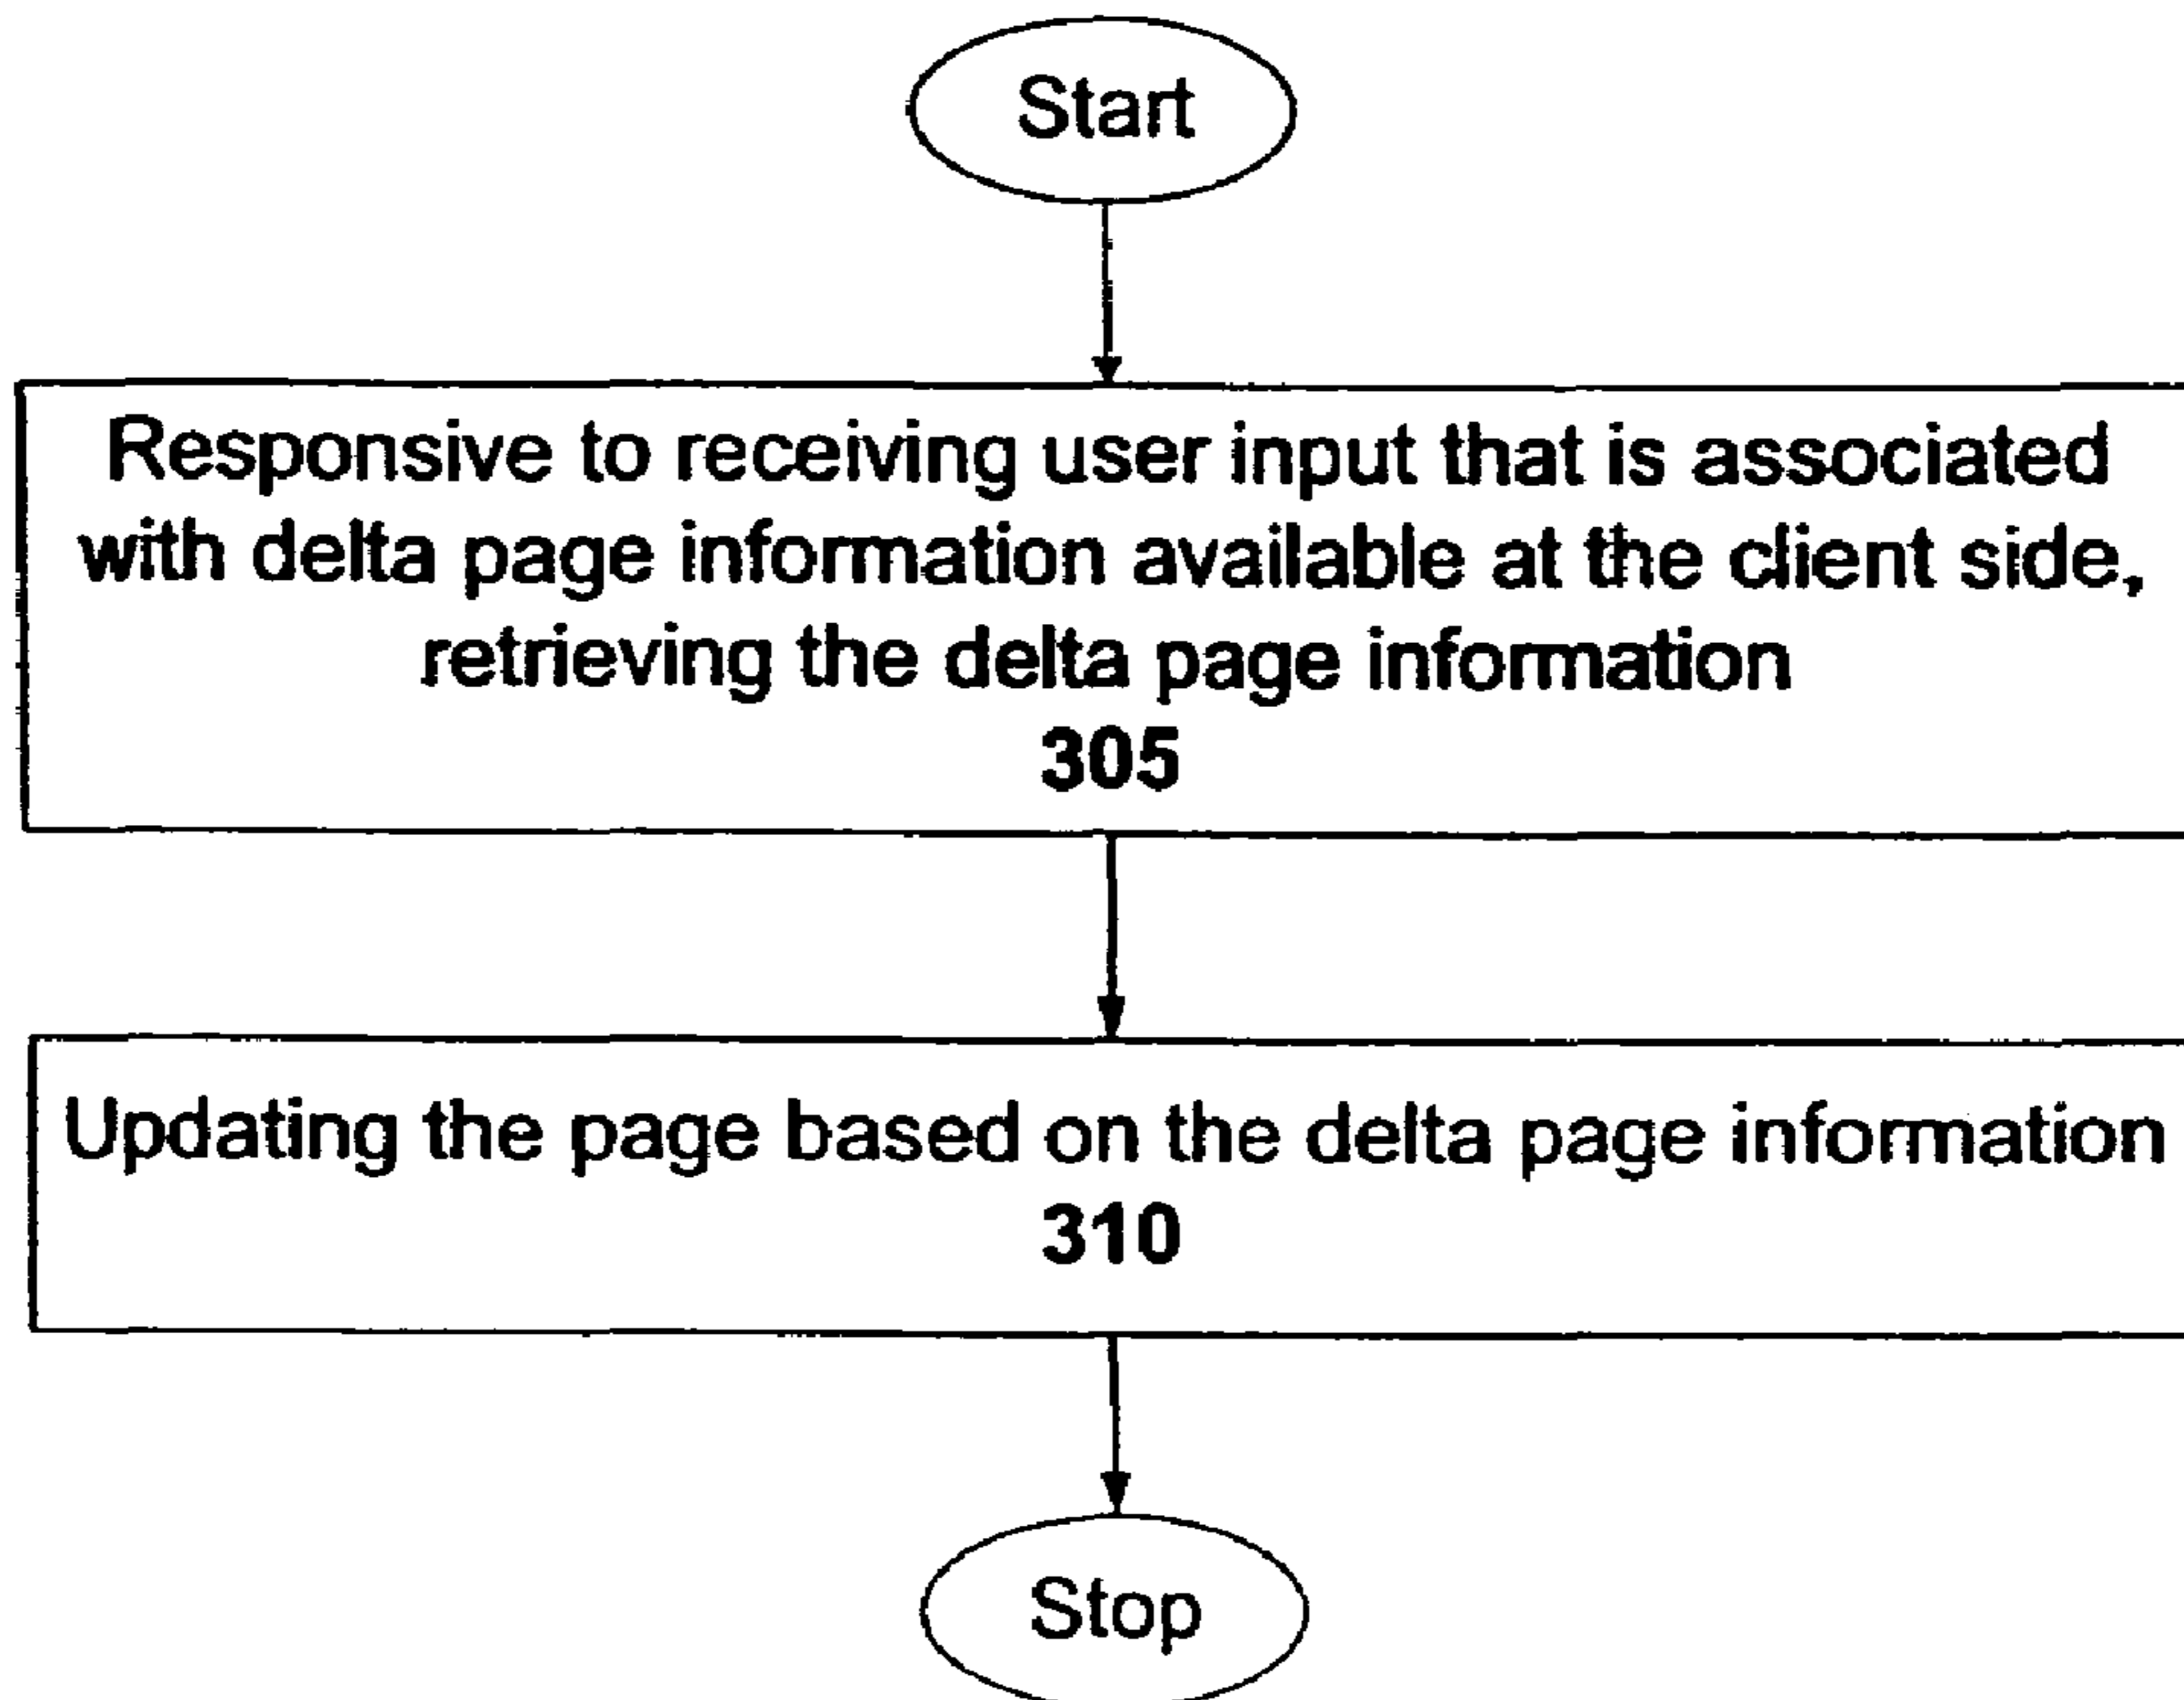 Start
Responsive to receiving user input that is associated
with delta page information available at the client side,
retrieving the delta page information
305
Updating the page based on the delta page information
310
Stop